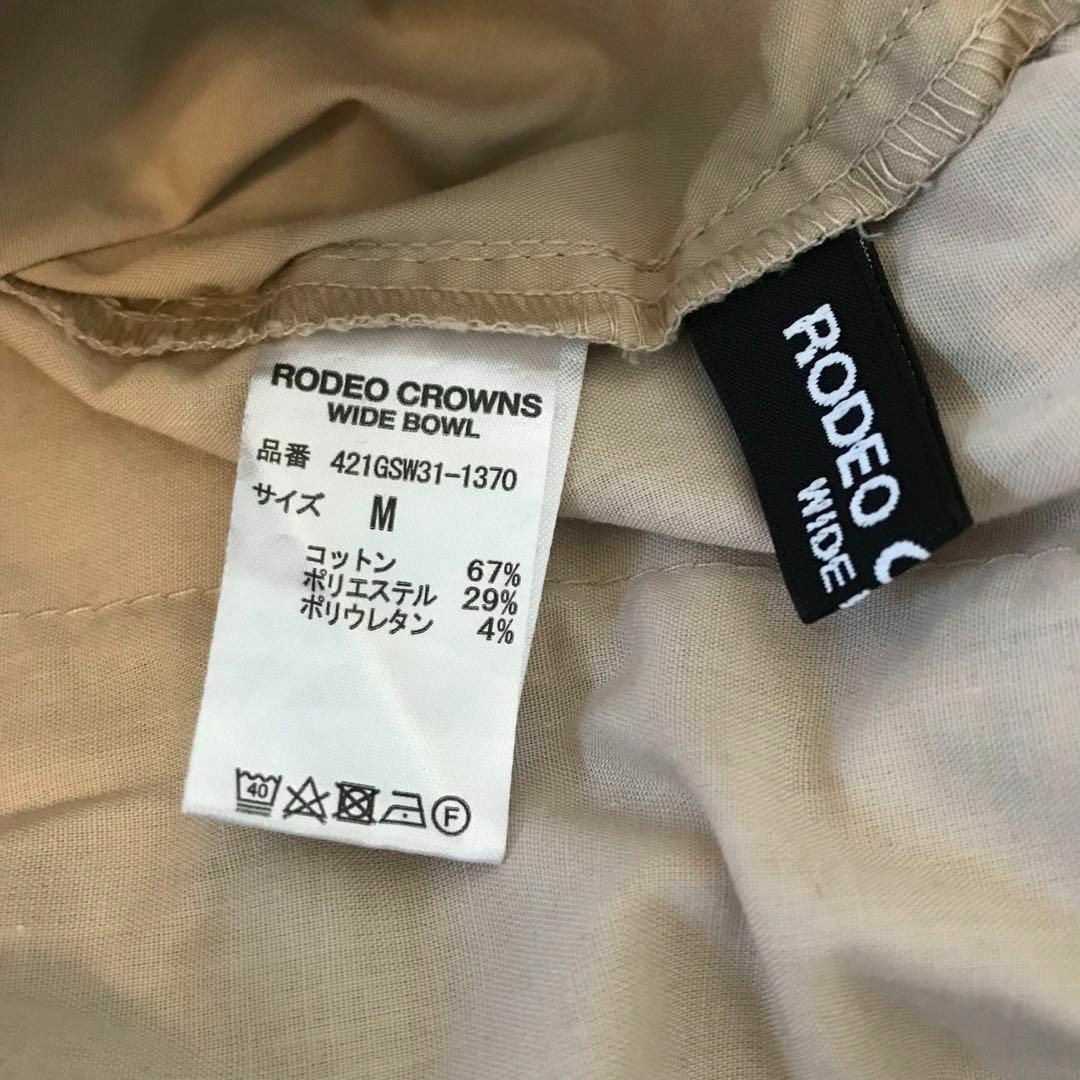 RODEO CROWNS
WIDE BOWL
品番 421GSW31-1370
サイズ M
コットン 67%
ポリエステル 29%
ポリウレタン 4%
40
F
RODEO C
WIDE